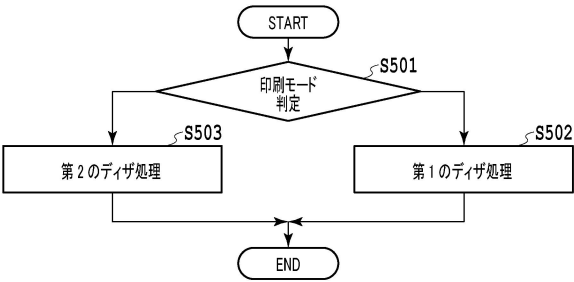 START
S501
印刷モード
判定
S503
S502
第2のディザ処理
第1のディザ処理
END